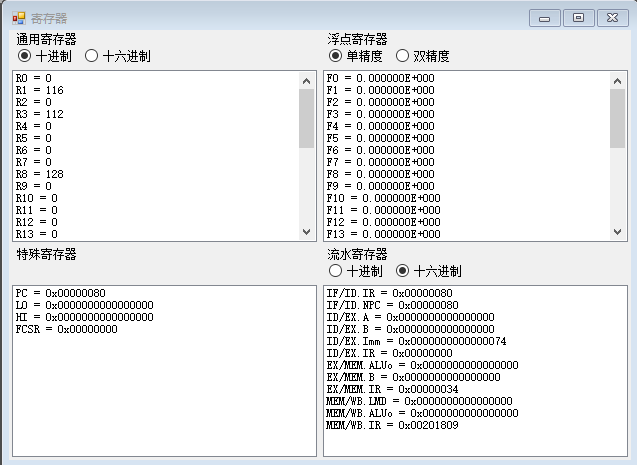 寄存器
通用寄存器
十进制 十六进制
R0 = 0
R1 = 116
R2 = 0
R3 = 112
R4 = 0
R5 = 0
R6 = 0
R7 = 0
R8 = 128
R9 = 0
R10 = 0
R11 = 0
R12 = 0
R13 = 0
浮点寄存器
单精度 双精度
F0 = 0.000000E+000
F1 = 0.000000E+000
F2 = 0.000000E+000
F3 = 0.000000E+000
F4 = 0.000000E+000
F5 = 0.000000E+000
F6 = 0.000000E+000
F7 = 0.000000E+000
F8 = 0.000000E+000
F9 = 0.000000E+000
F10 = 0.000000E+000
F11 = 0.000000E+000
F12 = 0.000000E+000
F13 = 0.000000E+000
特殊寄存器
PC = 0x00000080
LO = 0x0000000000000000
HI = 0x0000000000000000
FCSR = 0x00000000
流水寄存器
十进制 十六进制
IF/ID.IR = 0x00000080
IF/ID.NPC = 0x00000080
ID/EX.A = 0x0000000000000000
ID/EX.B = 0x0000000000000000
ID/EX.Imm = 0x0000000000000074
ID/EX.IR = 0x00000000
EX/MEM.ALUo = 0x0000000000000000
EX/MEM.B = 0x0000000000000000
EX/MEM.IR = 0x00000034
MEM/WB.LMD = 0x0000000000000000
MEM/WB.ALUo = 0x0000000000000000
MEM/WB.IR = 0x00201809